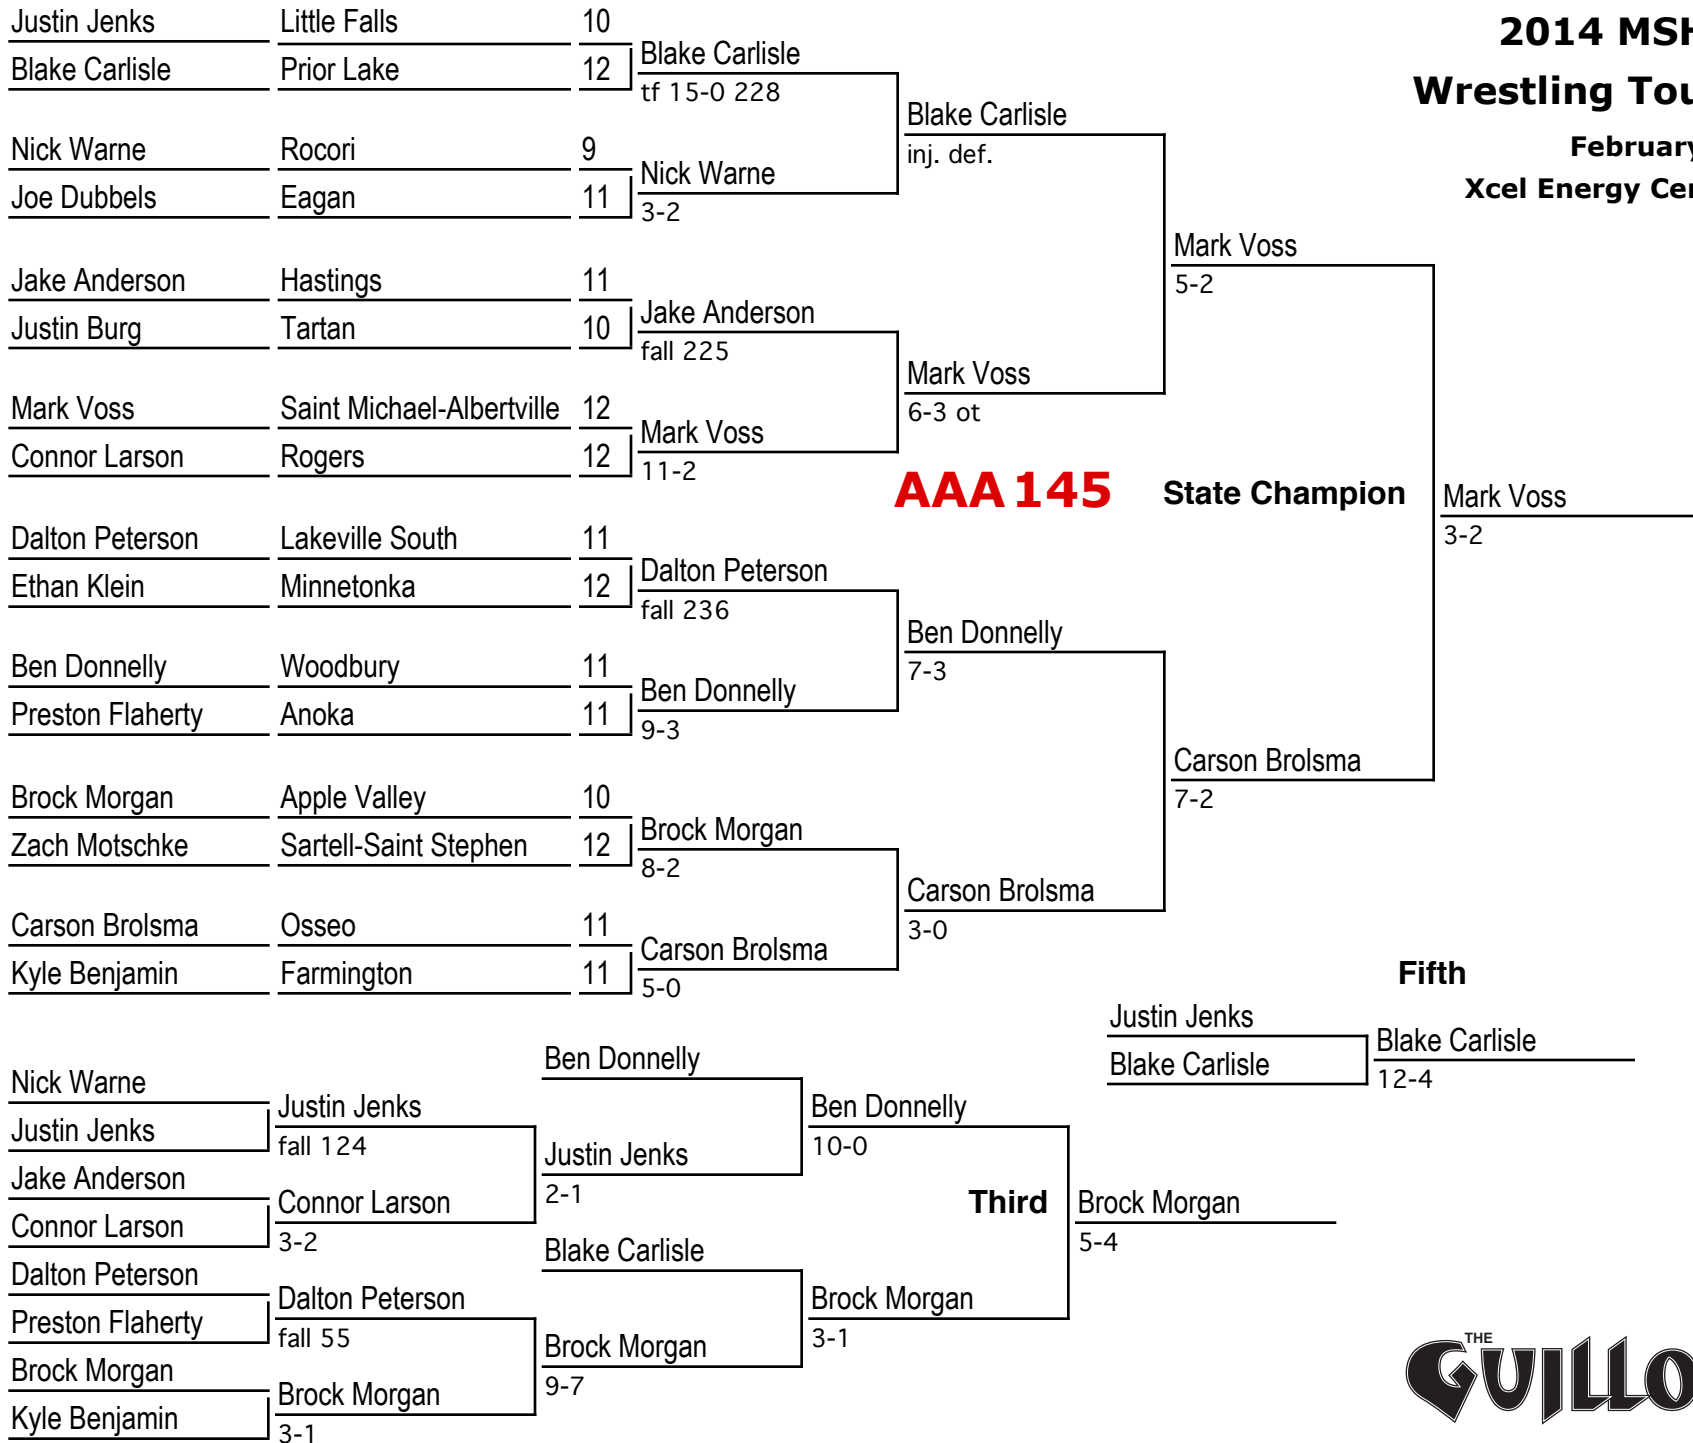 Justin Jenks Little Falls 10
Blake Carlisle Prior Lake 12
Blake Carlisle
tf 15-0 228
Nick Warne Rocori 9
Joe Dubbels Eagan 11
Nick Warne
3-2
Blake Carlisle
inj. def.
Jake Anderson Hastings 11
Justin Burg Tartan 10
Jake Anderson
fall 225
Mark Voss Saint Michael-Albertville 12
Connor Larson Rogers 12
Mark Voss
11-2
Mark Voss
6-3 ot
Mark Voss
5-2
Dalton Peterson Lakeville South 11
Ethan Klein Minnetonka 12
Dalton Peterson
fall 236
Ben Donnelly Woodbury 11
Preston Flaherty Anoka 11
Ben Donnelly
9-3
Ben Donnelly
7-3
Brock Morgan Apple Valley 10
Zach Motschke Sartell-Saint Stephen 12
Brock Morgan
8-2
Carson Brolsma Osseo 11
Kyle Benjamin Farmington 11
Carson Brolsma
5-0
Carson Brolsma
3-0
Carson Brolsma
7-2
2014 MSH
Wrestling Tou
February
Xcel Energy Cen
AAA 145 State Champion
Mark Voss
3-2
Fifth
Justin Jenks
Blake Carlisle
Blake Carlisle
12-4
Nick Warne
Justin Jenks
Justin Jenks
fall 124
Jake Anderson
Connor Larson
Connor Larson
3-2
Ben Donnelly
Justin Jenks
2-1
Ben Donnelly
10-0
Dalton Peterson
Preston Flaherty
Dalton Peterson
fall 55
Brock Morgan
Kyle Benjamin
Brock Morgan
3-1
Blake Carlisle
Brock Morgan
9-7
Brock Morgan
3-1
Third
Brock Morgan
5-4
THE
GUILLO